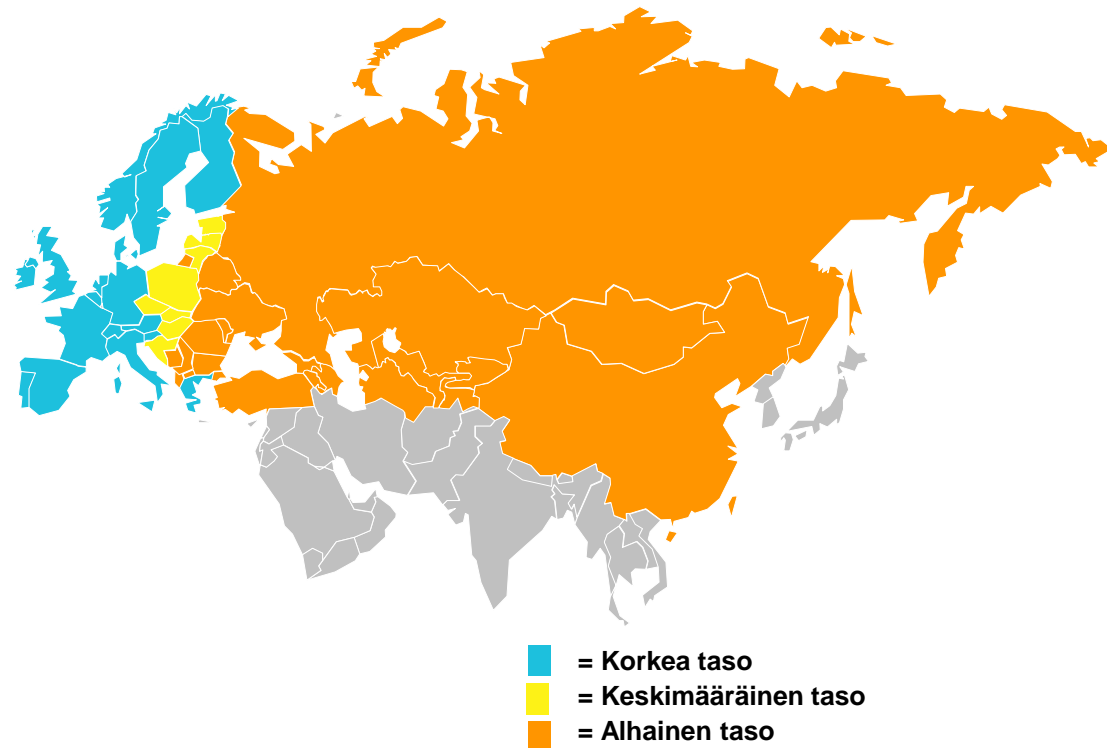 = Korkea taso
= Keskimääräinen taso
= Alhainen taso